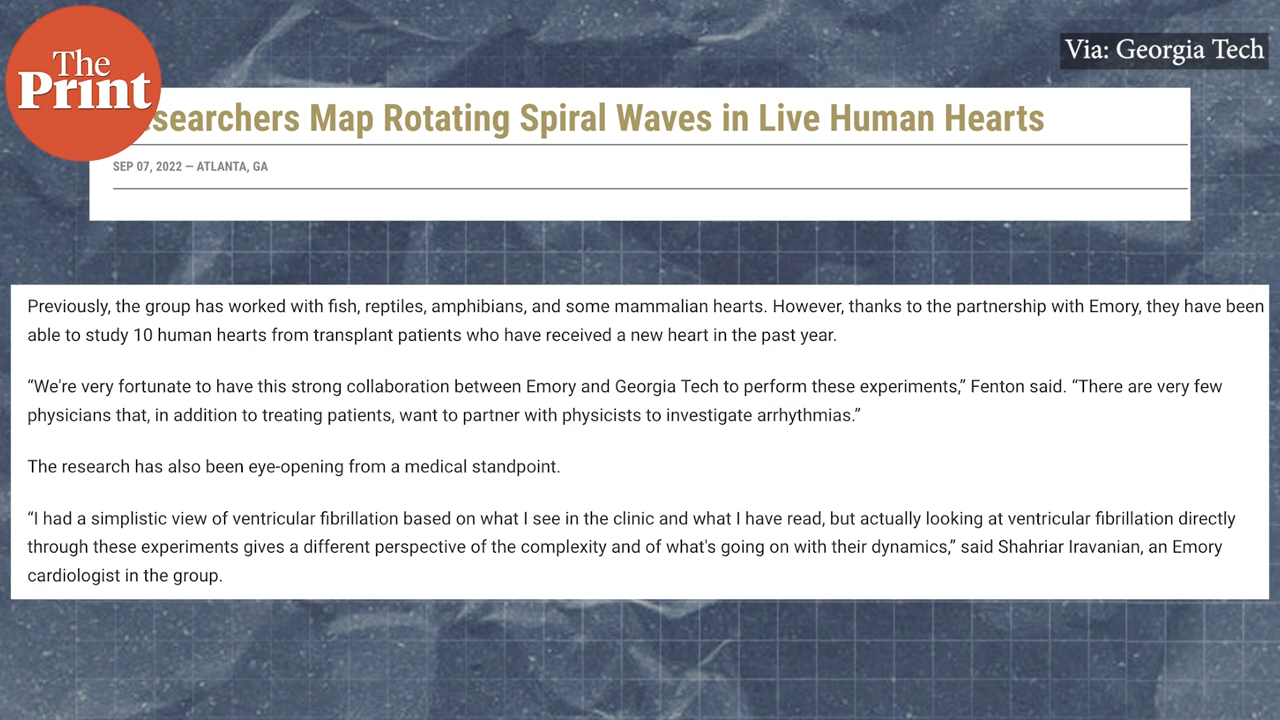 The
Print
Via: Georgia Tech
searchers Map Rotating Spiral Waves in Live Human Hearts
SEP 07, 2022 — ATLANTA, GA
Previously, the group has worked with fish, reptiles, amphibians, and some mammalian hearts. However, thanks to the partnership with Emory, they have been
able to study 10 human hearts from transplant patients who have received a new heart in the past year.
“We're very fortunate to have this strong collaboration between Emory and Georgia Tech to perform these experiments,” Fenton said. “There are very few
physicians that, in addition to treating patients, want to partner with physicists to investigate arrhythmias.”
The research has also been eye-opening from a medical standpoint.
“I had a simplistic view of ventricular fibrillation based on what I see in the clinic and what I have read, but actually looking at ventricular fibrillation directly
through these experiments gives a different perspective of the complexity and of what's going on with their dynamics,” said Shahriar Iravanian, an Emory
cardiologist in the group.